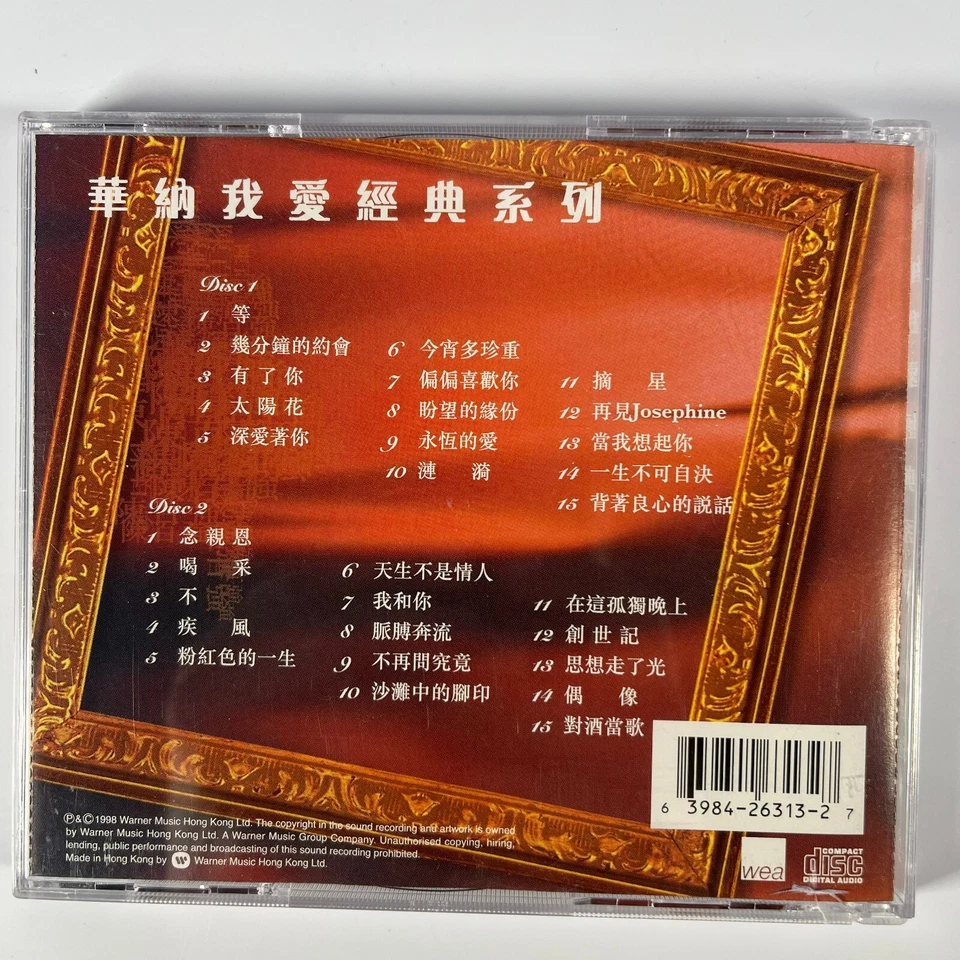 華納我愛經典系列
Disc 1
1 等
2 幾分鐘的約會
3 有了你
4 太陽花
5 深愛著你
6 今宵多珍重
7 偏偏喜歡你
8 盼望的緣份
9 永恆的愛
10 漣漪
11 摘星
12 再見Josephine
13 當我想起你
14 一生不可自決
15 背著良心的說話
Disc 2
1 念親恩
2 喝采
3 不
4 疾風
5 粉紅色的一生
6 天生不是情人
7 我和你
8 脈膊奔流
9 不再問究竟
10 沙灘中的腳印
11 在這孤獨晚上
12 創世記
13 思想走了光
14 偶像
15 對酒當歌
6 3984-26313-2 7
℗&©1998 Warner Music Hong Kong Ltd. The copyright in the sound recording and artwork is owned
by Warner Music Hong Kong Ltd. A Warner Music Group Company. Unauthorised copying, hiring,
lending, public performance and broadcasting of this sound recording prohibited.
Made in Hong Kong by Warner Music Hong Kong Ltd.
wea
COMPACT
disc
DIGITAL AUDIO